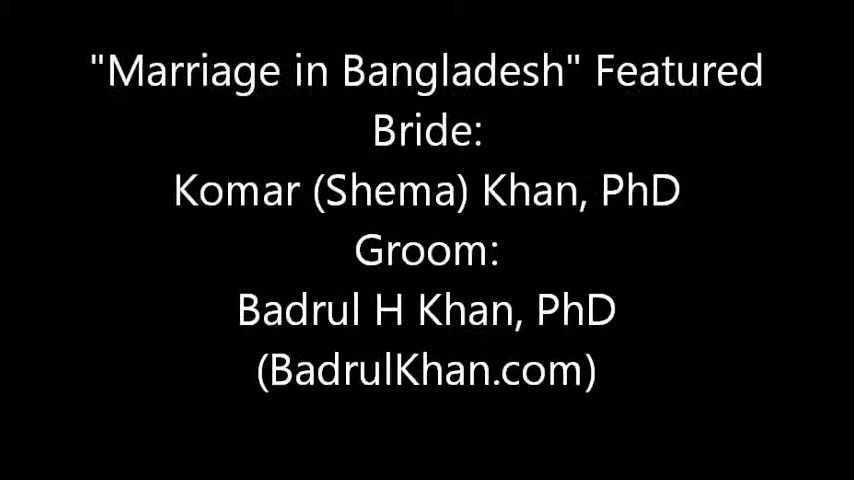 "Marriage in Bangladesh" Featured
Bride:
Komar (Shema) Khan, PhD
Groom:
Badrul H Khan, PhD
(BadrulKhan.com)